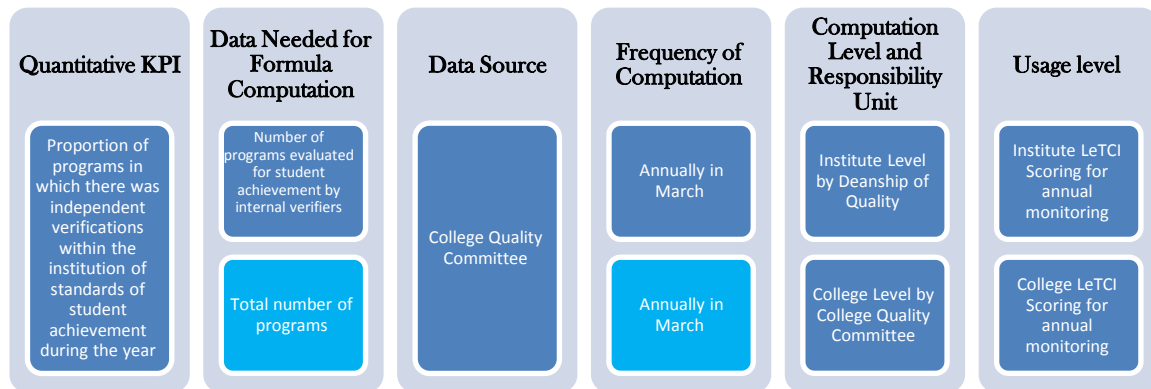 Quantitative KPI
Proportion of
programs in
which there was
independent
verifications
within the
institution of
standards of
student
achievement
during the year
Data Needed for
Formula
Computation
Number of
programs evaluated
for student
achievement by
internal verifiers
Total number of
programs
Data Source
College Quality
Committee
Frequency of
Computation
Annually in
March
Annually in
March
Computation
Level and
Responsibility
Unit
Institute Level
by Deanship of
Quality
College Level by
College Quality
Committee
Usage level
Institute LeTCI
Scoring for
annual
monitoring
College LeTCI
Scoring for
annual
monitoring